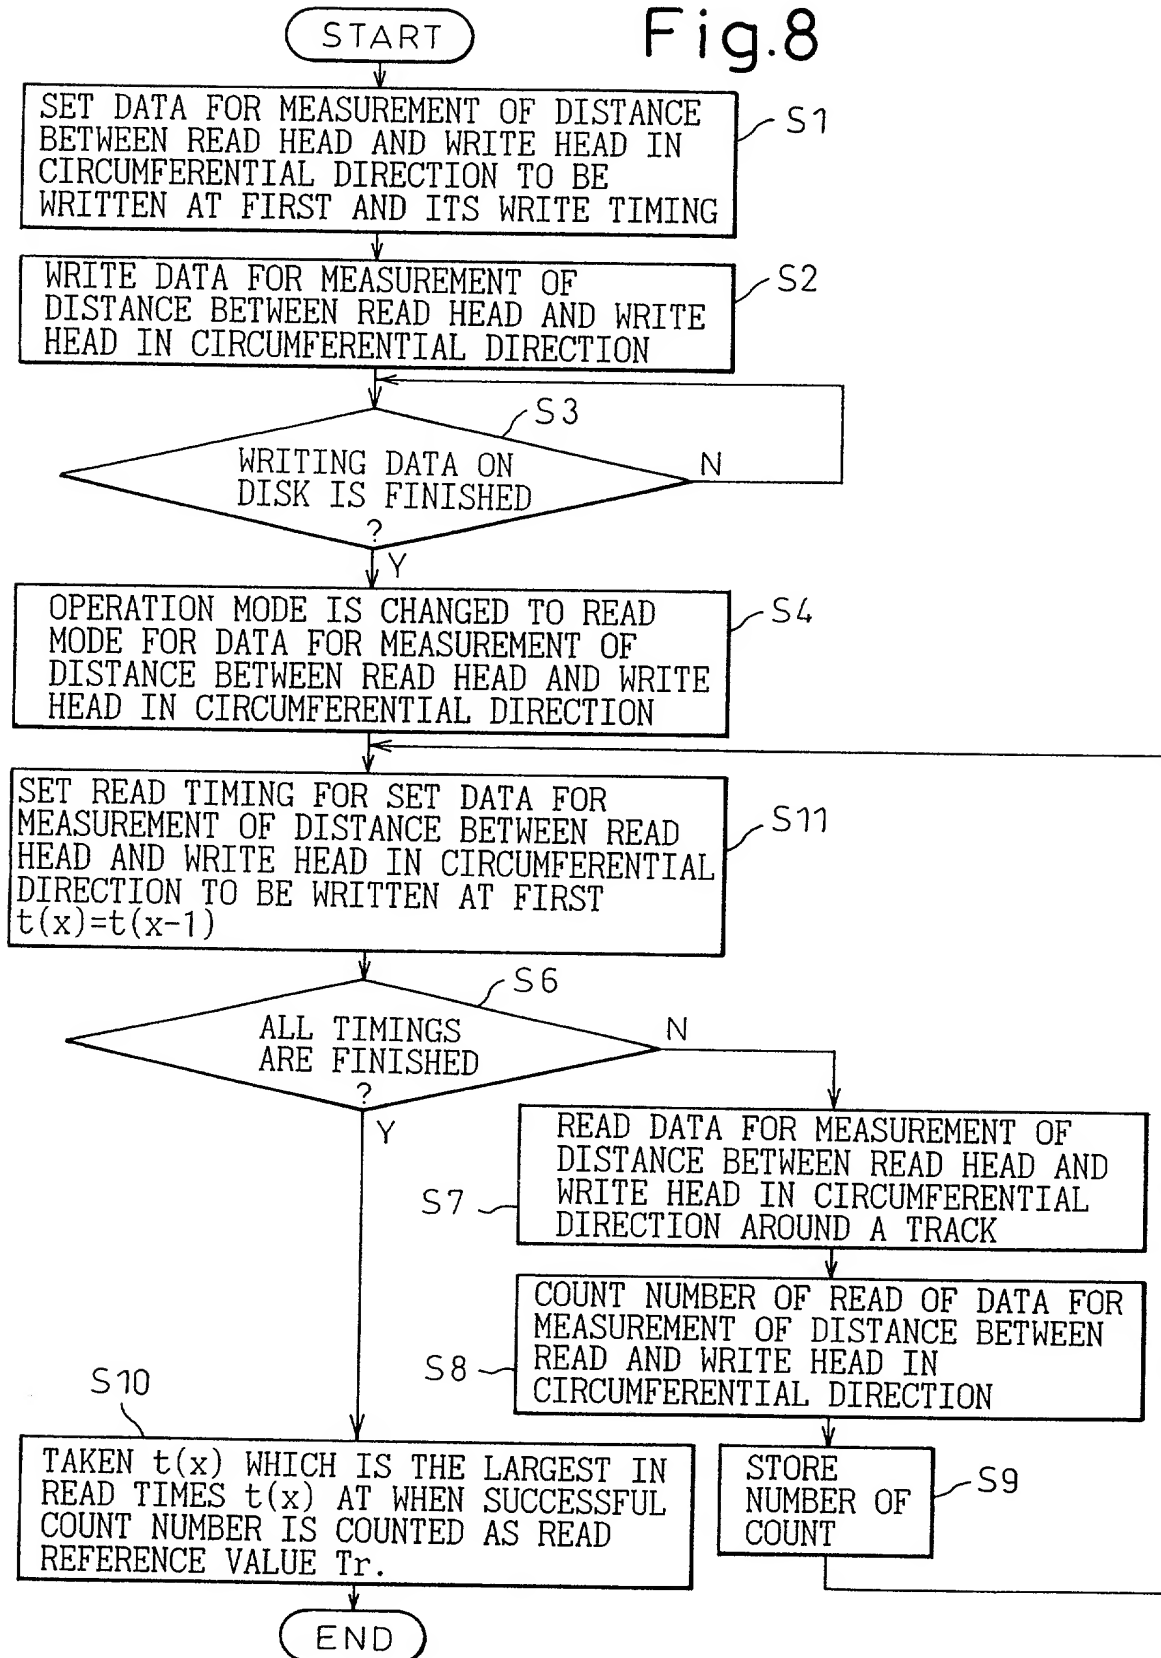 START
Fig.8
SET DATA FOR MEASUREMENT OF DISTANCE
BETWEEN READ HEAD AND WRITE HEAD IN
CIRCUMFERENTIAL DIRECTION TO BE
WRITTEN AT FIRST AND ITS WRITE TIMING
S1
WRITE DATA FOR MEASUREMENT OF
DISTANCE BETWEEN READ HEAD AND WRITE
HEAD IN CIRCUMFERENTIAL DIRECTION
S2
S3
WRITING DATA ON
DISK IS FINISHED
?
N
Y
OPERATION MODE IS CHANGED TO READ
MODE FOR DATA FOR MEASUREMENT OF
DISTANCE BETWEEN READ HEAD AND WRITE
HEAD IN CIRCUMFERENTIAL DIRECTION
S4
SET READ TIMING FOR SET DATA FOR
MEASUREMENT OF DISTANCE BETWEEN READ
HEAD AND WRITE HEAD IN CIRCUMFERENTIAL
DIRECTION TO BE WRITTEN AT FIRST
t(x)=t(x-1)
S11
S6
ALL TIMINGS
ARE FINISHED
?
N
Y
READ DATA FOR MEASUREMENT OF
DISTANCE BETWEEN READ HEAD AND
WRITE HEAD IN CIRCUMFERENTIAL
DIRECTION AROUND A TRACK
S7
COUNT NUMBER OF READ OF DATA FOR
MEASUREMENT OF DISTANCE BETWEEN
READ AND WRITE HEAD IN
CIRCUMFERENTIAL DIRECTION
S8
S10
TAKEN t(x) WHICH IS THE LARGEST IN
READ TIMES t(x) AT WHEN SUCCESSFUL
COUNT NUMBER IS COUNTED AS READ
REFERENCE VALUE Tr.
STORE
NUMBER OF
COUNT
S9
END